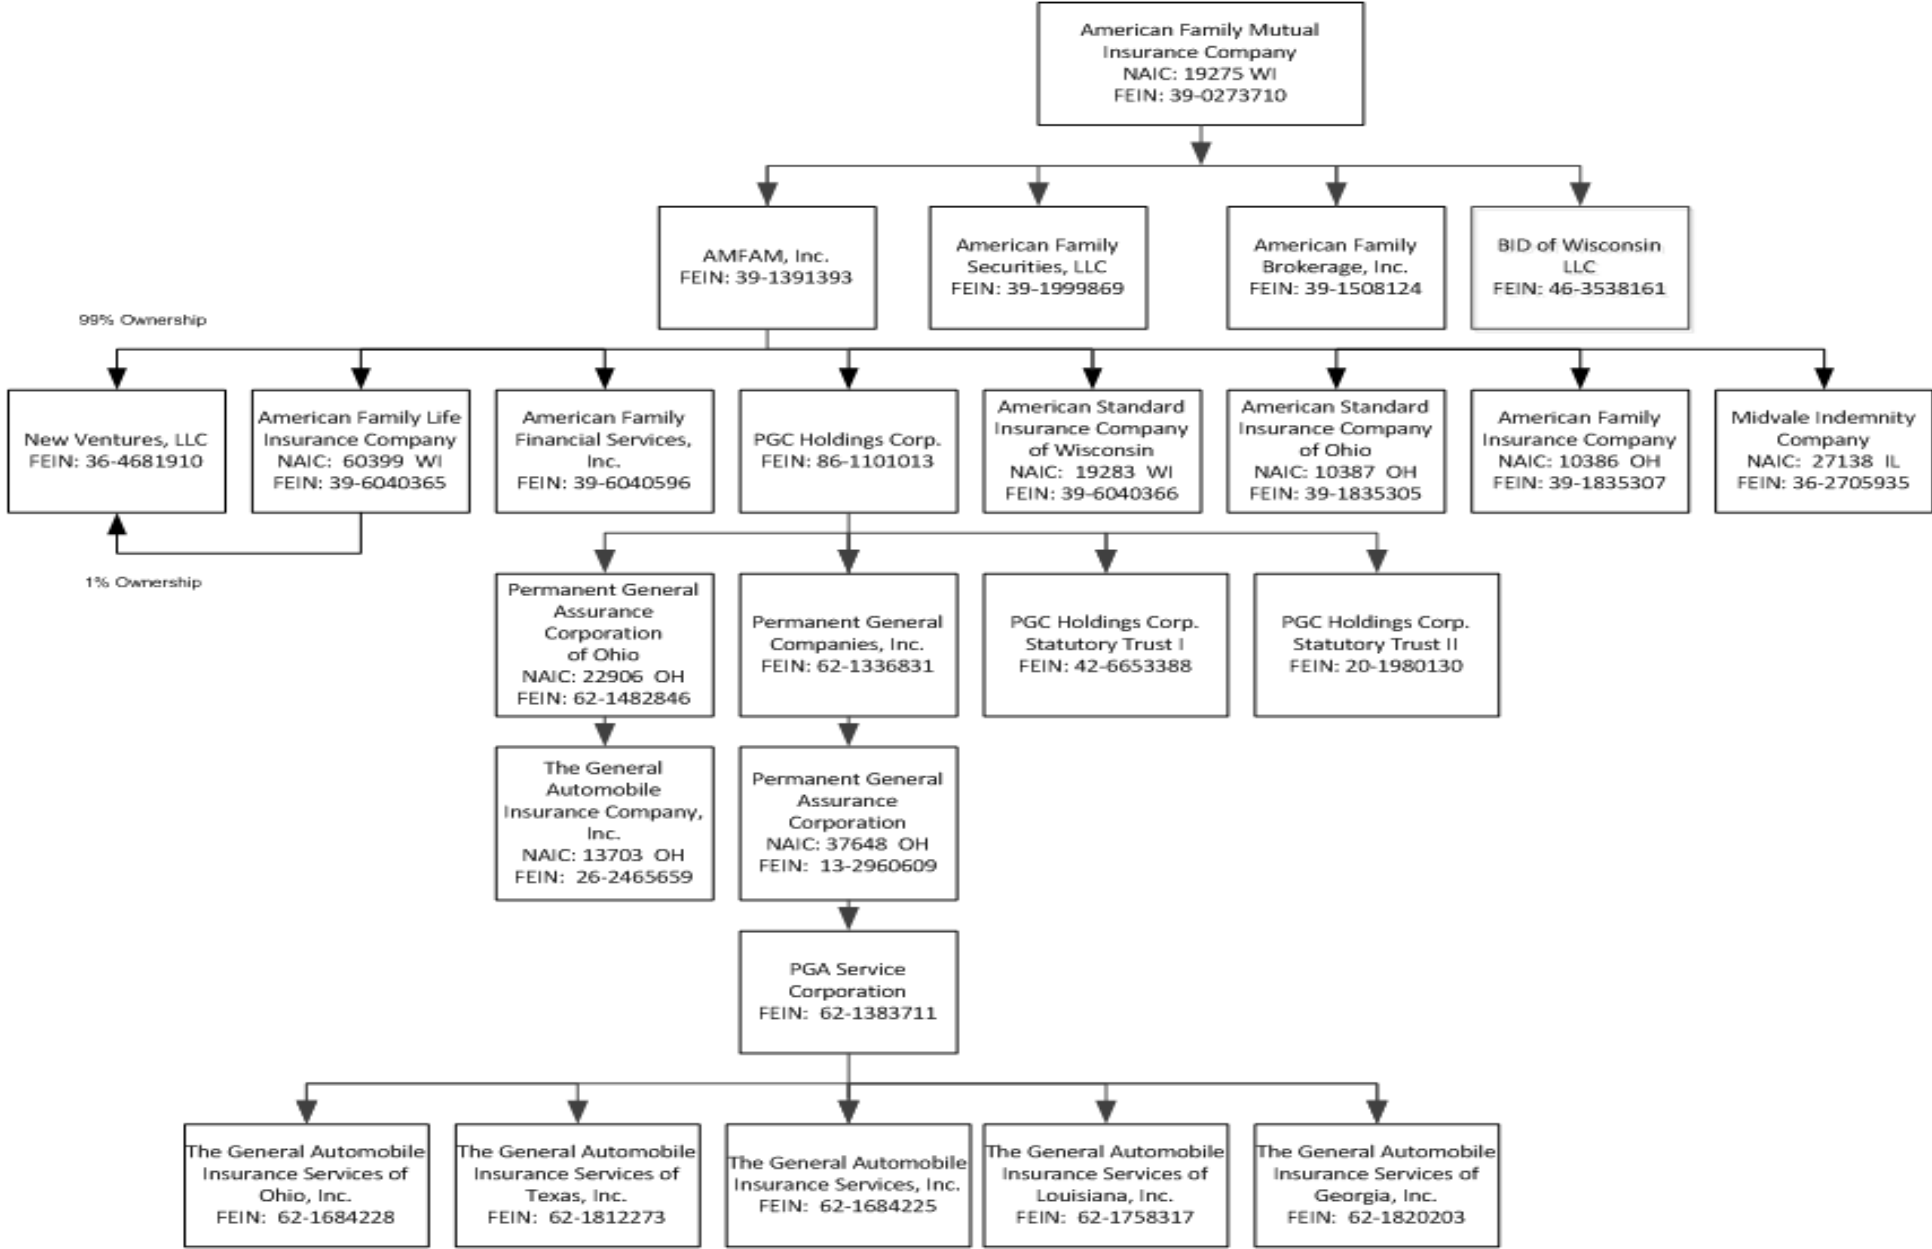 American Family Mutual
Insurance Company
NAIC: 19275 WI
FEIN: 39-0273710
AMFAM, Inc.
FEIN: 39-1391393
American Family
Securities, LLC
FEIN: 39-1999869
American Family
Brokerage, Inc.
FEIN: 39-1508124
BID of Wisconsin
LLC
FEIN: 46-3538161
99% Ownership
New Ventures, LLC
FEIN: 36-4681910
American Family Life
Insurance Company
NAIC: 60399 WI
FEIN: 39-6040365
American Family
Financial Services,
Inc.
FEIN: 39-6040596
PGC Holdings Corp.
FEIN: 86-1101013
American Standard
Insurance Company
of Wisconsin
NAIC: 19283 WI
FEIN: 39-6040366
American Standard
Insurance Company
of Ohio
NAIC: 10387 OH
FEIN: 39-1835305
American Family
Insurance Company
NAIC: 10386 OH
FEIN: 39-1835307
Midvale Indemnity
Company
NAIC: 27138 IL
FEIN: 36-2705935
1% Ownership
Permanent General
Assurance
Corporation
of Ohio
NAIC: 22906 OH
FEIN: 62-1482846
Permanent General
Companies, Inc.
FEIN: 62-1336831
PGC Holdings Corp.
Statutory Trust I
FEIN: 42-6653388
PGC Holdings Corp.
Statutory Trust II
FEIN: 20-1980130
The General
Automobile
Insurance Company,
Inc.
NAIC: 13703 OH
FEIN: 26-2465659
Permanent General
Assurance
Corporation
NAIC: 37648 OH
FEIN: 13-2960609
PGA Service
Corporation
FEIN: 62-1383711
The General Automobile
Insurance Services of
Ohio, Inc.
FEIN: 62-1684228
The General Automobile
Insurance Services of
Texas, Inc.
FEIN: 62-1812273
The General Automobile
Insurance Services, Inc.
FEIN: 62-1684225
The General Automobile
Insurance Services of
Louisiana, Inc.
FEIN: 62-1758317
The General Automobile
Insurance Services of
Georgia, Inc.
FEIN: 62-1820203